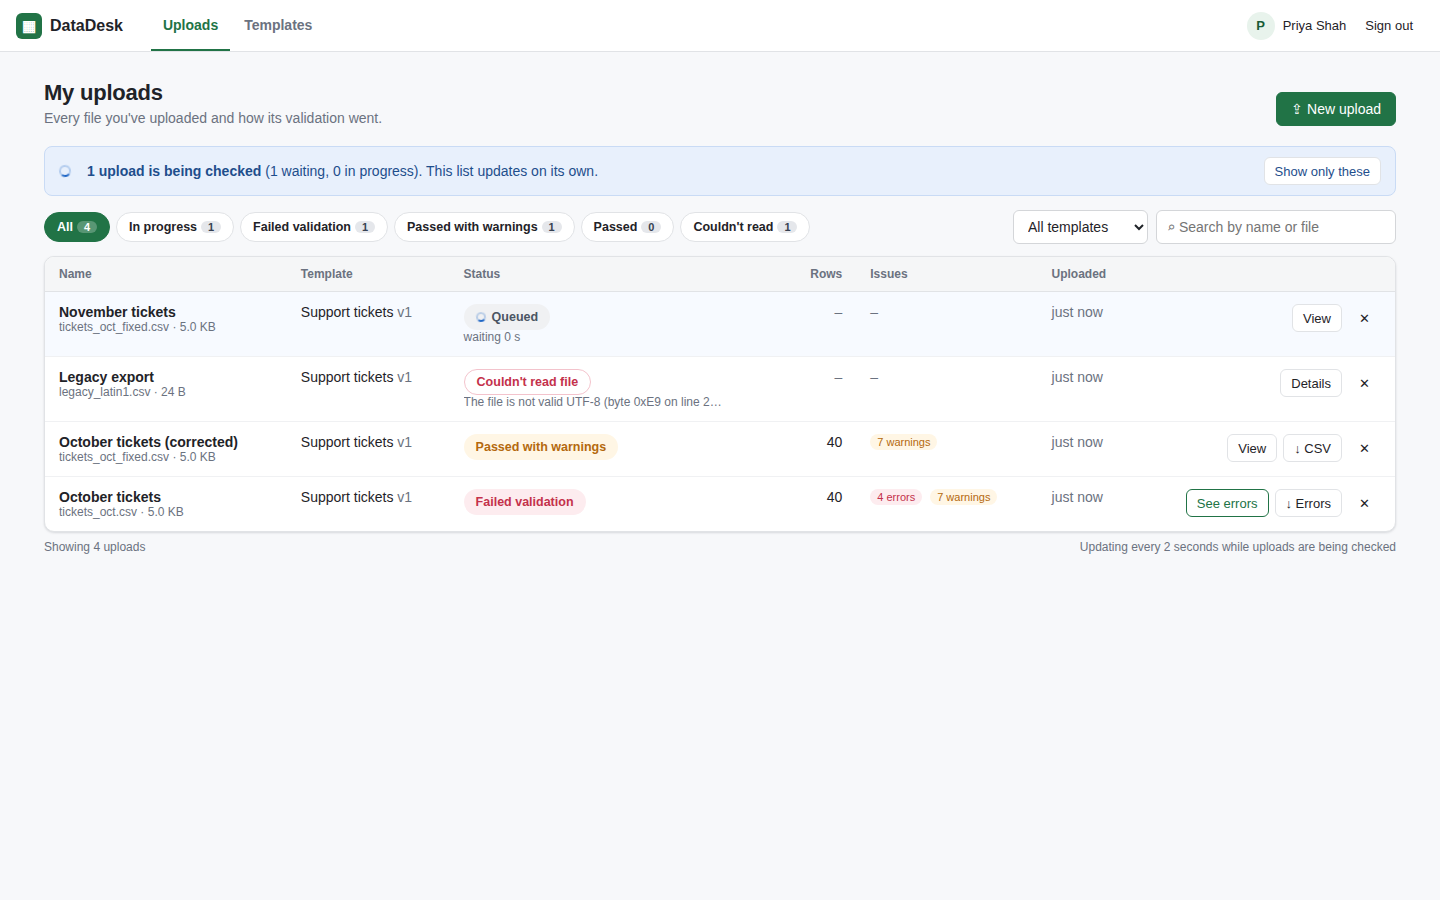 DataDesk Uploads Templates P Priya Shah Sign out
My uploads
Every file you've uploaded and how its validation went.
⇪ New upload
1 upload is being checked (1 waiting, 0 in progress). This list updates on its own. Show only these
All 4 In progress 1 Failed validation 1 Passed with warnings 1 Passed 0 Couldn't read 1 All templates Search by name or file
Name Template Status Rows Issues Uploaded
November tickets Support tickets v1 Queued – – just now View ✕
tickets_oct_fixed.csv · 5.0 KB waiting 0 s
Legacy export Support tickets v1 Couldn't read file – – just now Details ✕
legacy_latin1.csv · 24 B The file is not valid UTF-8 (byte 0xE9 on line 2…
October tickets (corrected) Support tickets v1 Passed with warnings 40 7 warnings just now View ↓ CSV ✕
tickets_oct_fixed.csv · 5.0 KB
October tickets Support tickets v1 Failed validation 40 4 errors 7 warnings just now See errors ↓ Errors ✕
tickets_oct.csv · 5.0 KB
Showing 4 uploads Updating every 2 seconds while uploads are being checked